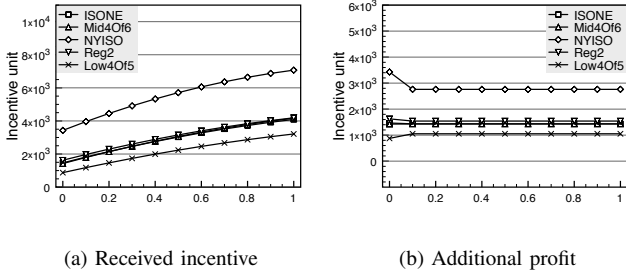 ISONE
Mid4Of6
NYISO
Reg2
Low4Of5
Incentive unit
1×10⁴
8×10³
6×10³
4×10³
2×10³
0
0 0.2 0.4 0.6 0.8 1
(a) Received incentive
ISONE
Mid4Of6
NYISO
Reg2
Low4Of5
Incentive unit
6×10³
5×10³
4×10³
3×10³
2×10³
1×10³
0
0 0.2 0.4 0.6 0.8 1
(b) Additional profit